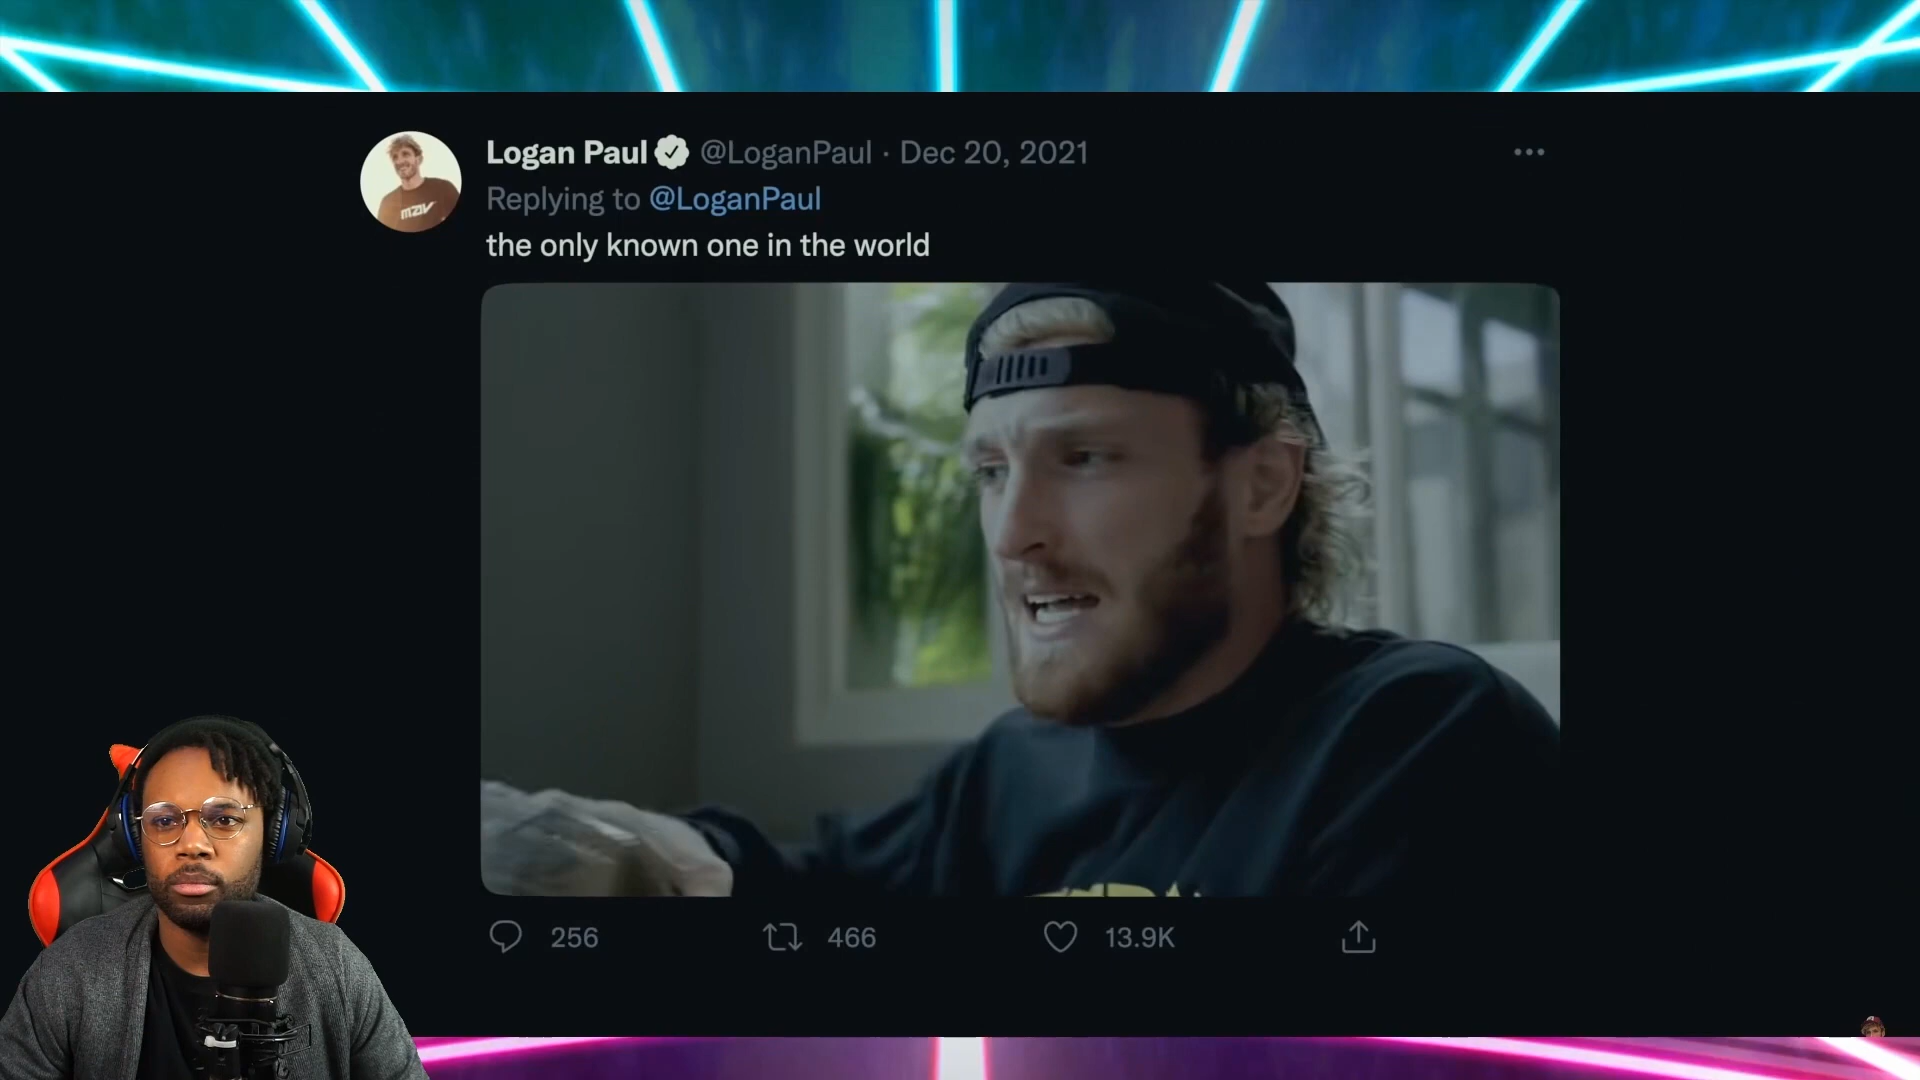 Logan Paul @LoganPaul · Dec 20, 2021
Replying to @LoganPaul
the only known one in the world
256 466 13.9K